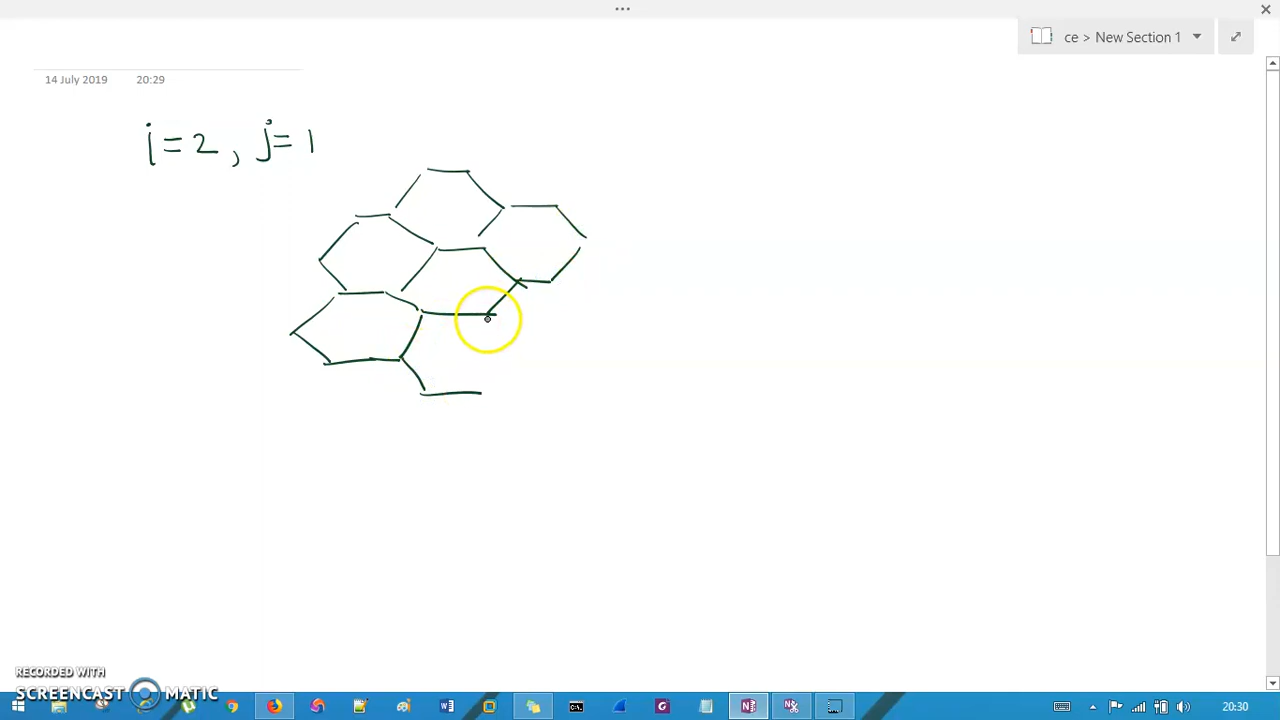 ce > New Section 1
14 July 2019 20:29
i = 2 , j = 1
RECORDED WITH
SCREENCAST MATIC
20:30